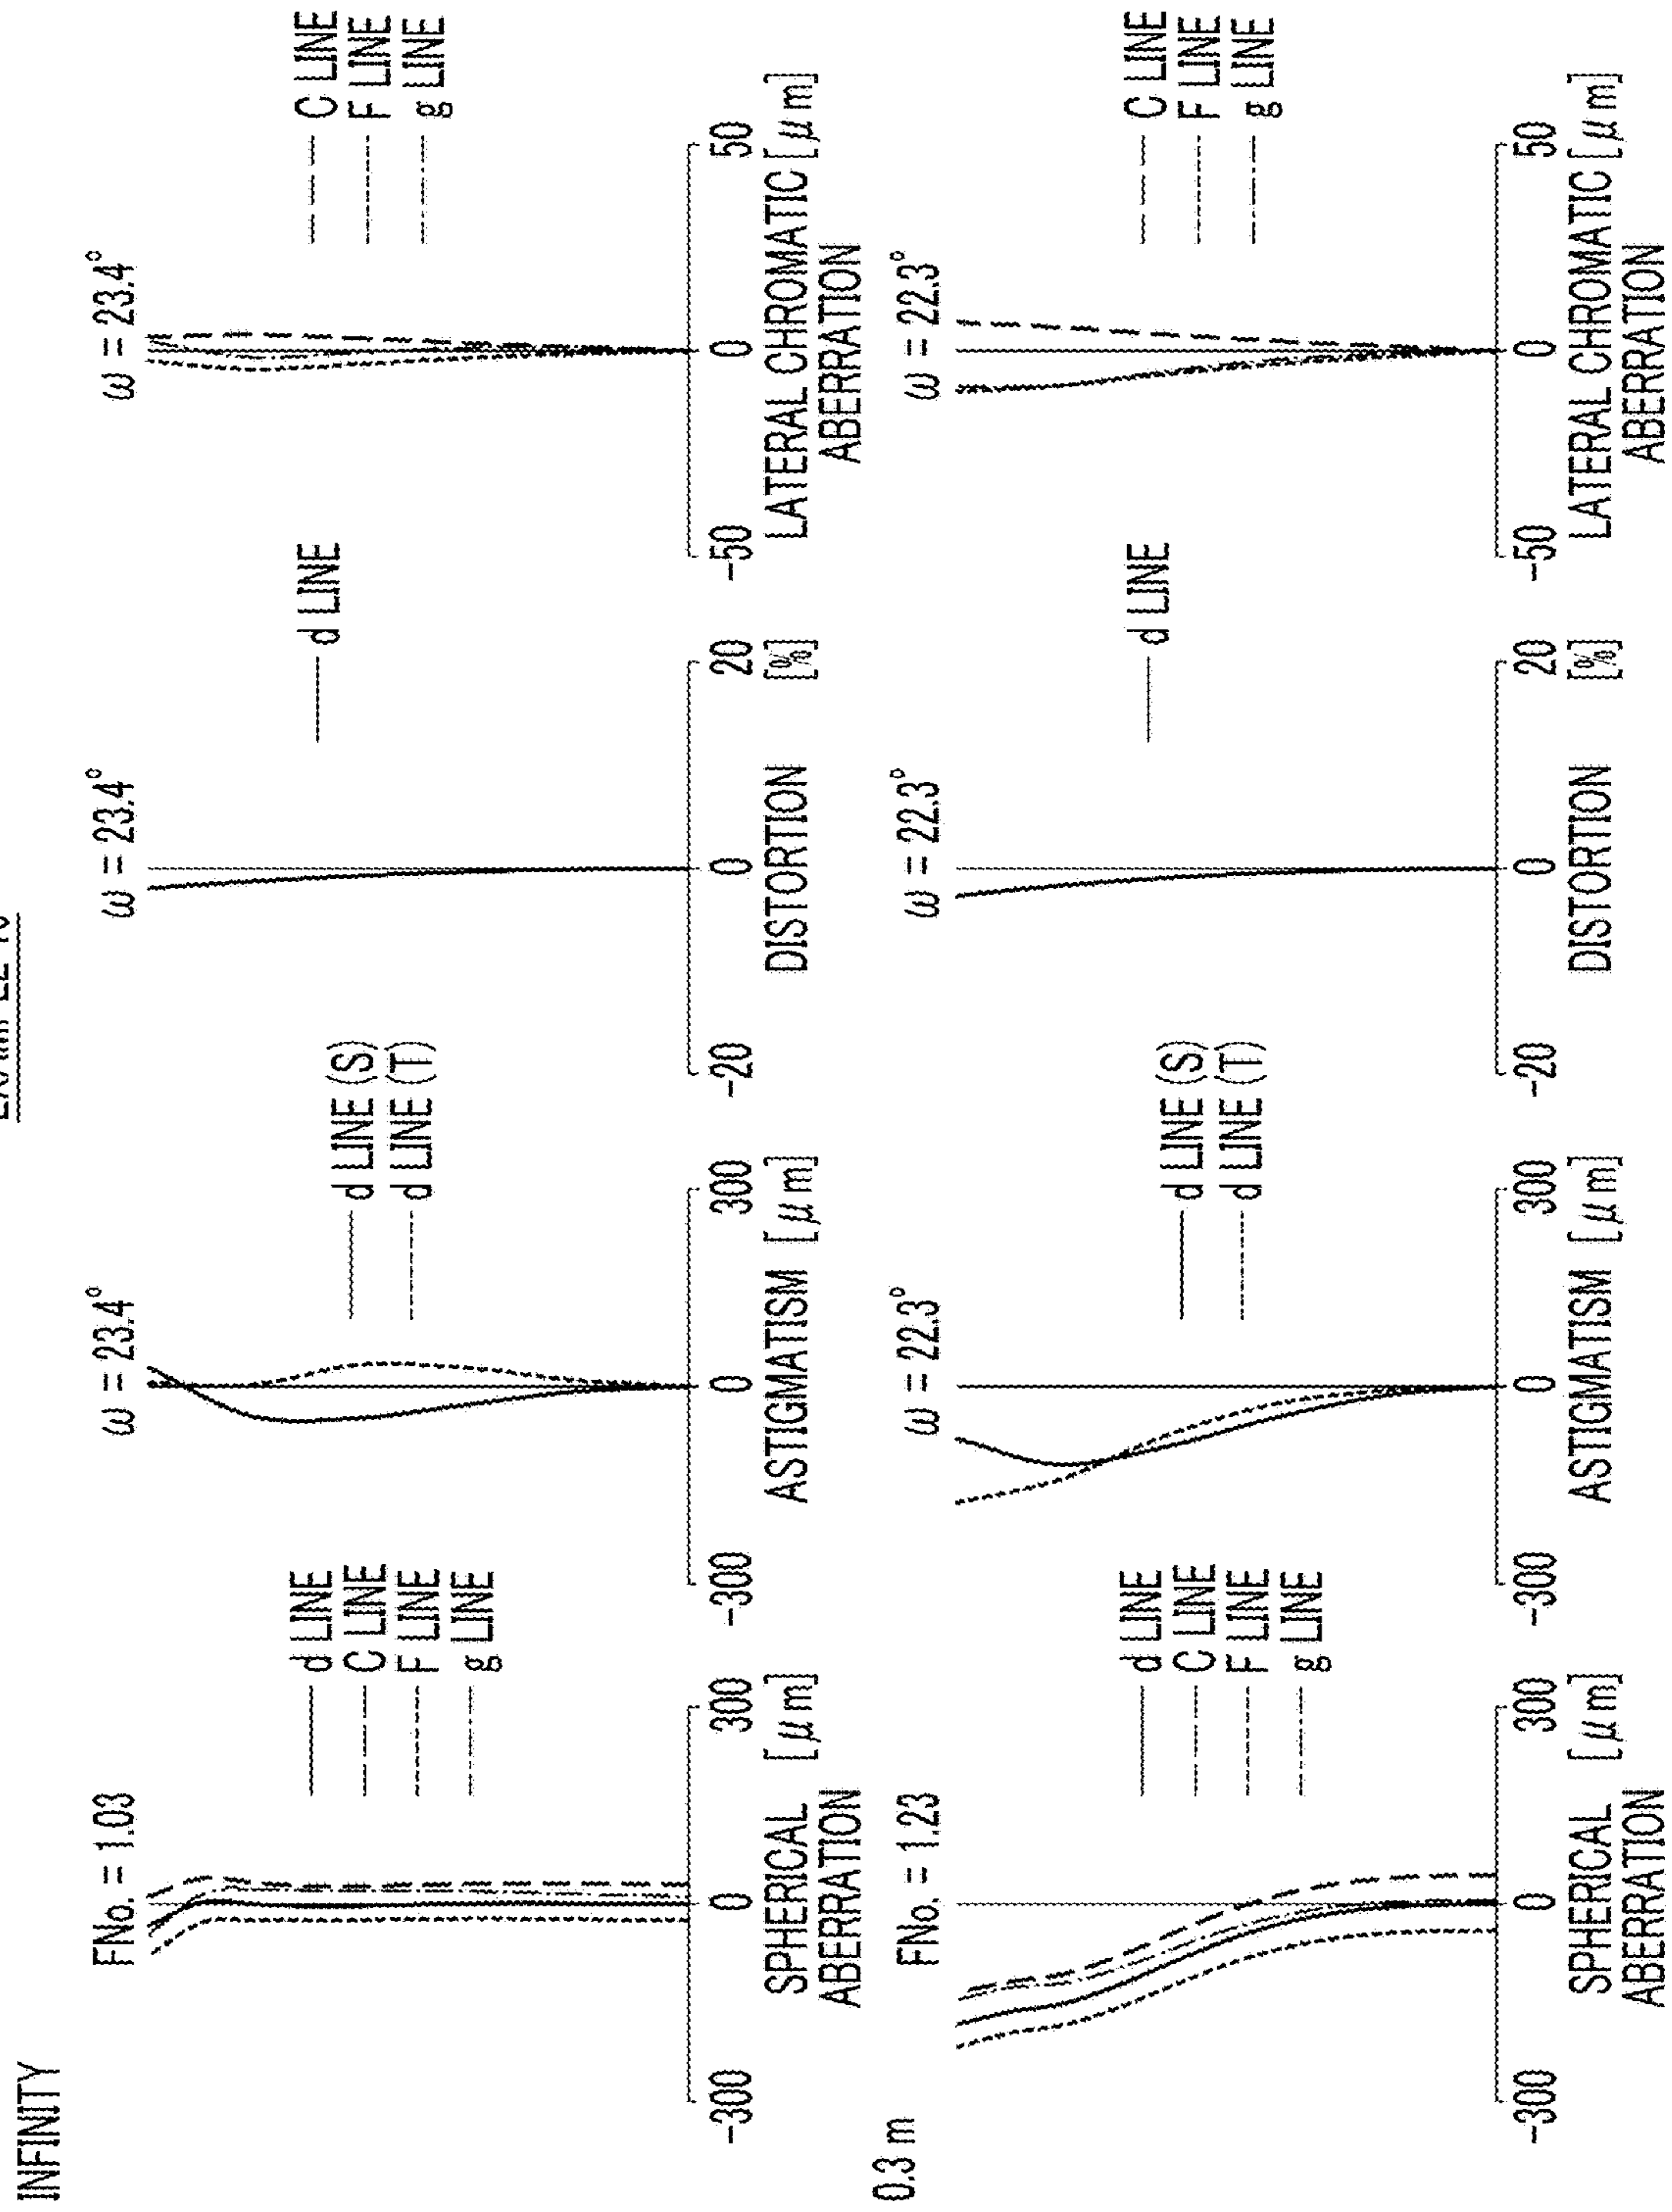 INFINITY
FNo. = 1.03
d LINE
C LINE
F LINE
g LINE
-300
0
300
SPHERICAL [μm]
ABERRATION
ω = 23.4°
d LINE (S)
d LINE (T)
-300
0
300
ASTIGMATISM [μm]
ω = 23.4°
d LINE
-20
0
20
DISTORTION [%]
ω = 23.4°
C LINE
F LINE
g LINE
-50
0
50
LATERAL CHROMATIC [μm]
ABERRATION
0.3 m
FNo. = 1.23
d LINE
C LINE
F LINE
g LINE
-300
0
300
SPHERICAL [μm]
ABERRATION
ω = 22.3°
d LINE (S)
d LINE (T)
-300
0
300
ASTIGMATISM [μm]
ω = 22.3°
d LINE
-20
0
20
DISTORTION [%]
ω = 22.3°
C LINE
F LINE
g LINE
-50
0
50
LATERAL CHROMATIC [μm]
ABERRATION